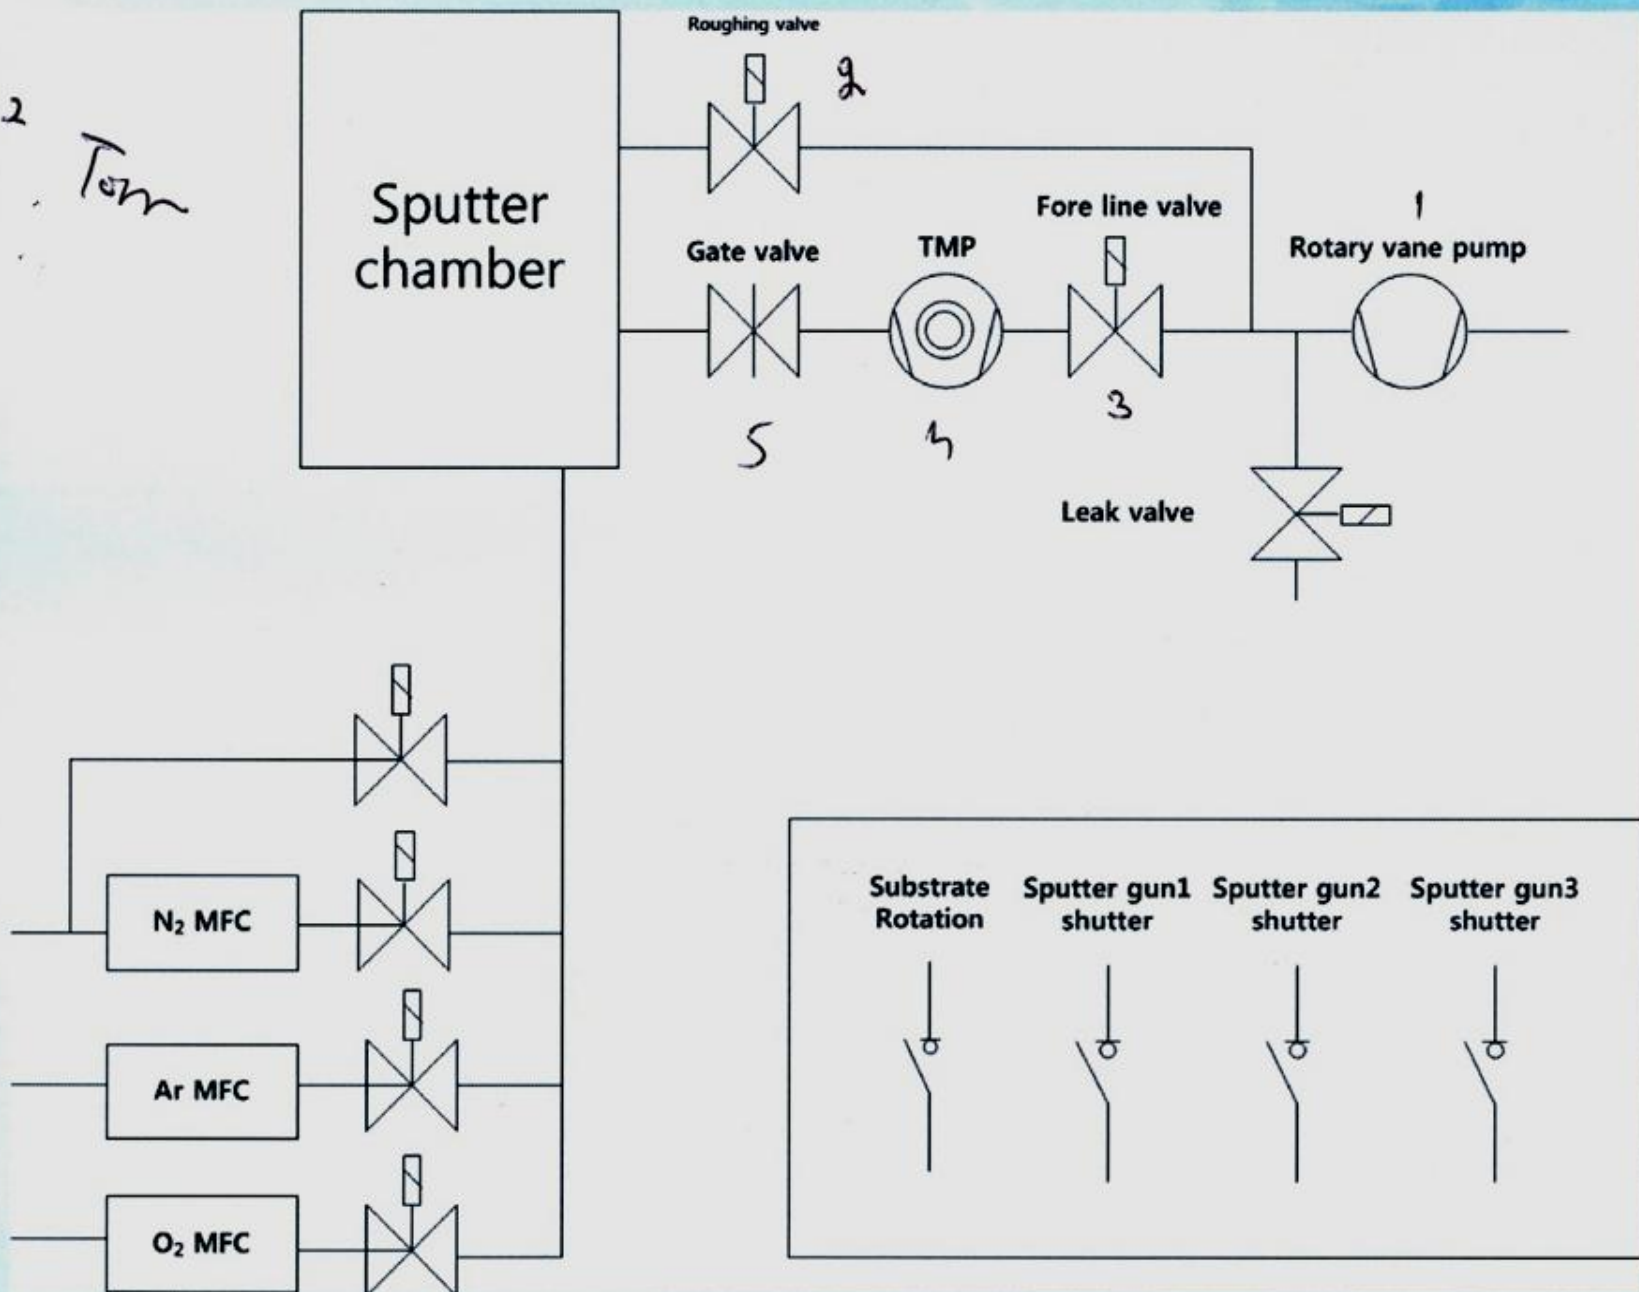 Roughing valve
2
2
Torr
Sputter
chamber
Fore line valve
1
Gate valve
TMP
Rotary vane pump
3
5
4
Leak valve
N₂ MFC
Ar MFC
O₂ MFC
Substrate
Rotation
Sputter gun1
shutter
Sputter gun2
shutter
Sputter gun3
shutter